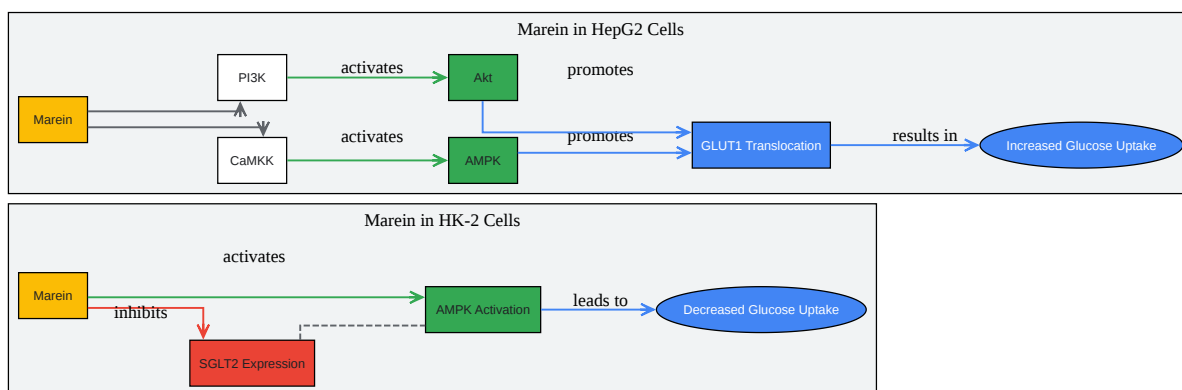 Marein in HepG2 Cells
activates
promotes
PI3K
Akt
Marein
activates
promotes
results in
CaMKK
AMPK
GLUT1 Translocation
Increased Glucose Uptake
Marein in HK-2 Cells
activates
Marein
inhibits
AMPK Activation
leads to
Decreased Glucose Uptake
SGLT2 Expression